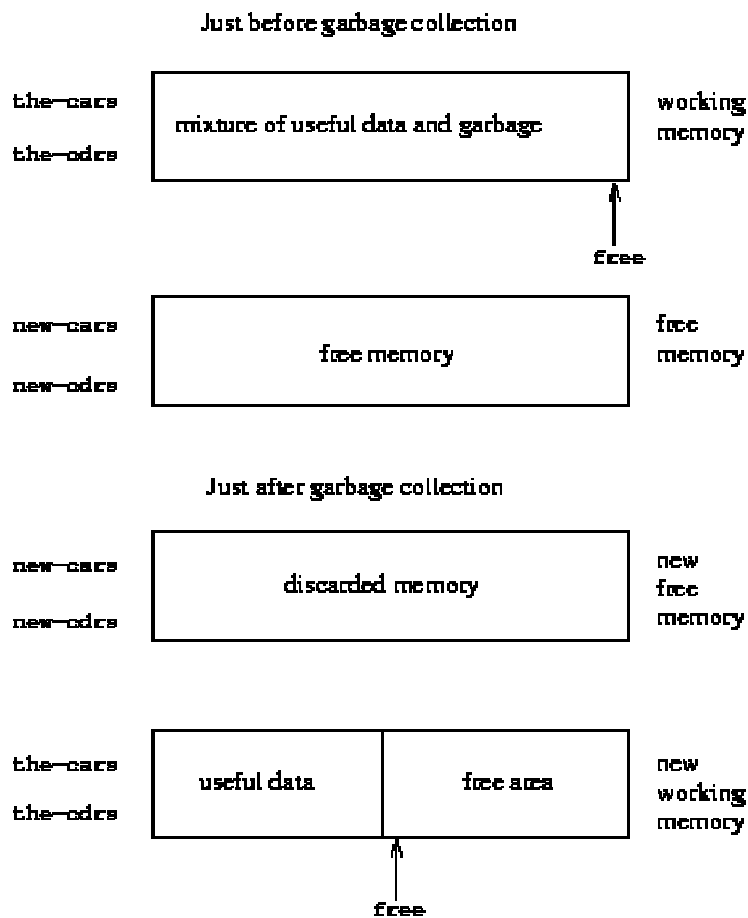 Just before garbage collection
the-cars
the-cdrs
mixture of useful data and garbage
working
memory
free
new-cars
new-cdrs
free memory
free
memory
Just after garbage collection
new-cars
new-cdrs
discarded memory
new
free
memory
the-cars
the-cdrs
useful data
free area
new
working
memory
free